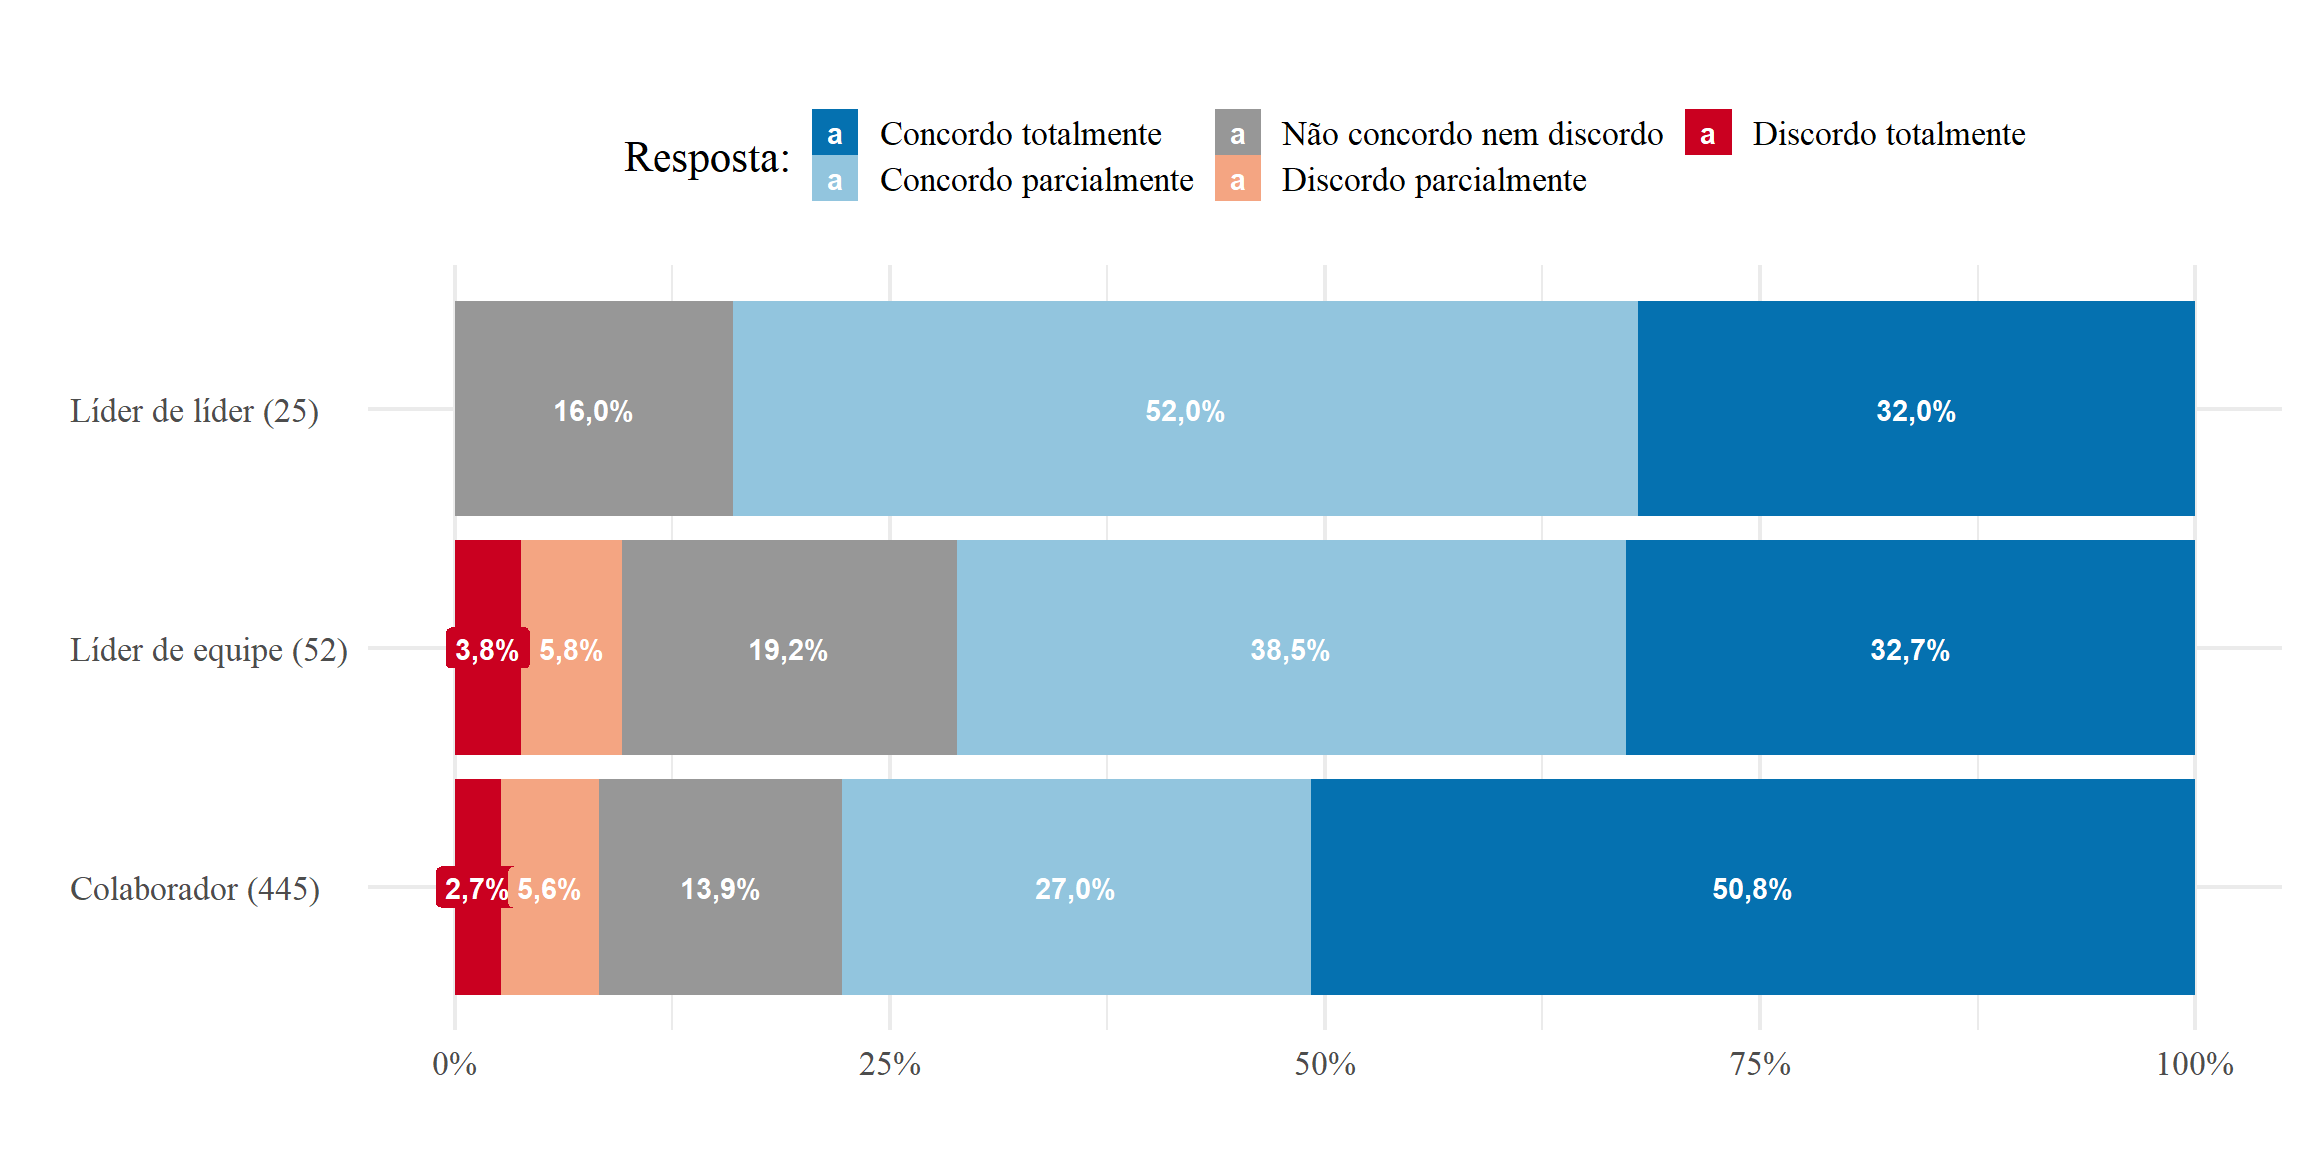 Resposta:
a Concordo totalmente
a Concordo parcialmente
a Não concordo nem discordo
a Discordo parcialmente
a Discordo totalmente
Líder de líder (25)
16,0% 52,0% 32,0%
Líder de equipe (52)
3,8% 5,8% 19,2% 38,5% 32,7%
Colaborador (445)
2,7% 5,6% 13,9% 27,0% 50,8%
0% 25% 50% 75% 100%